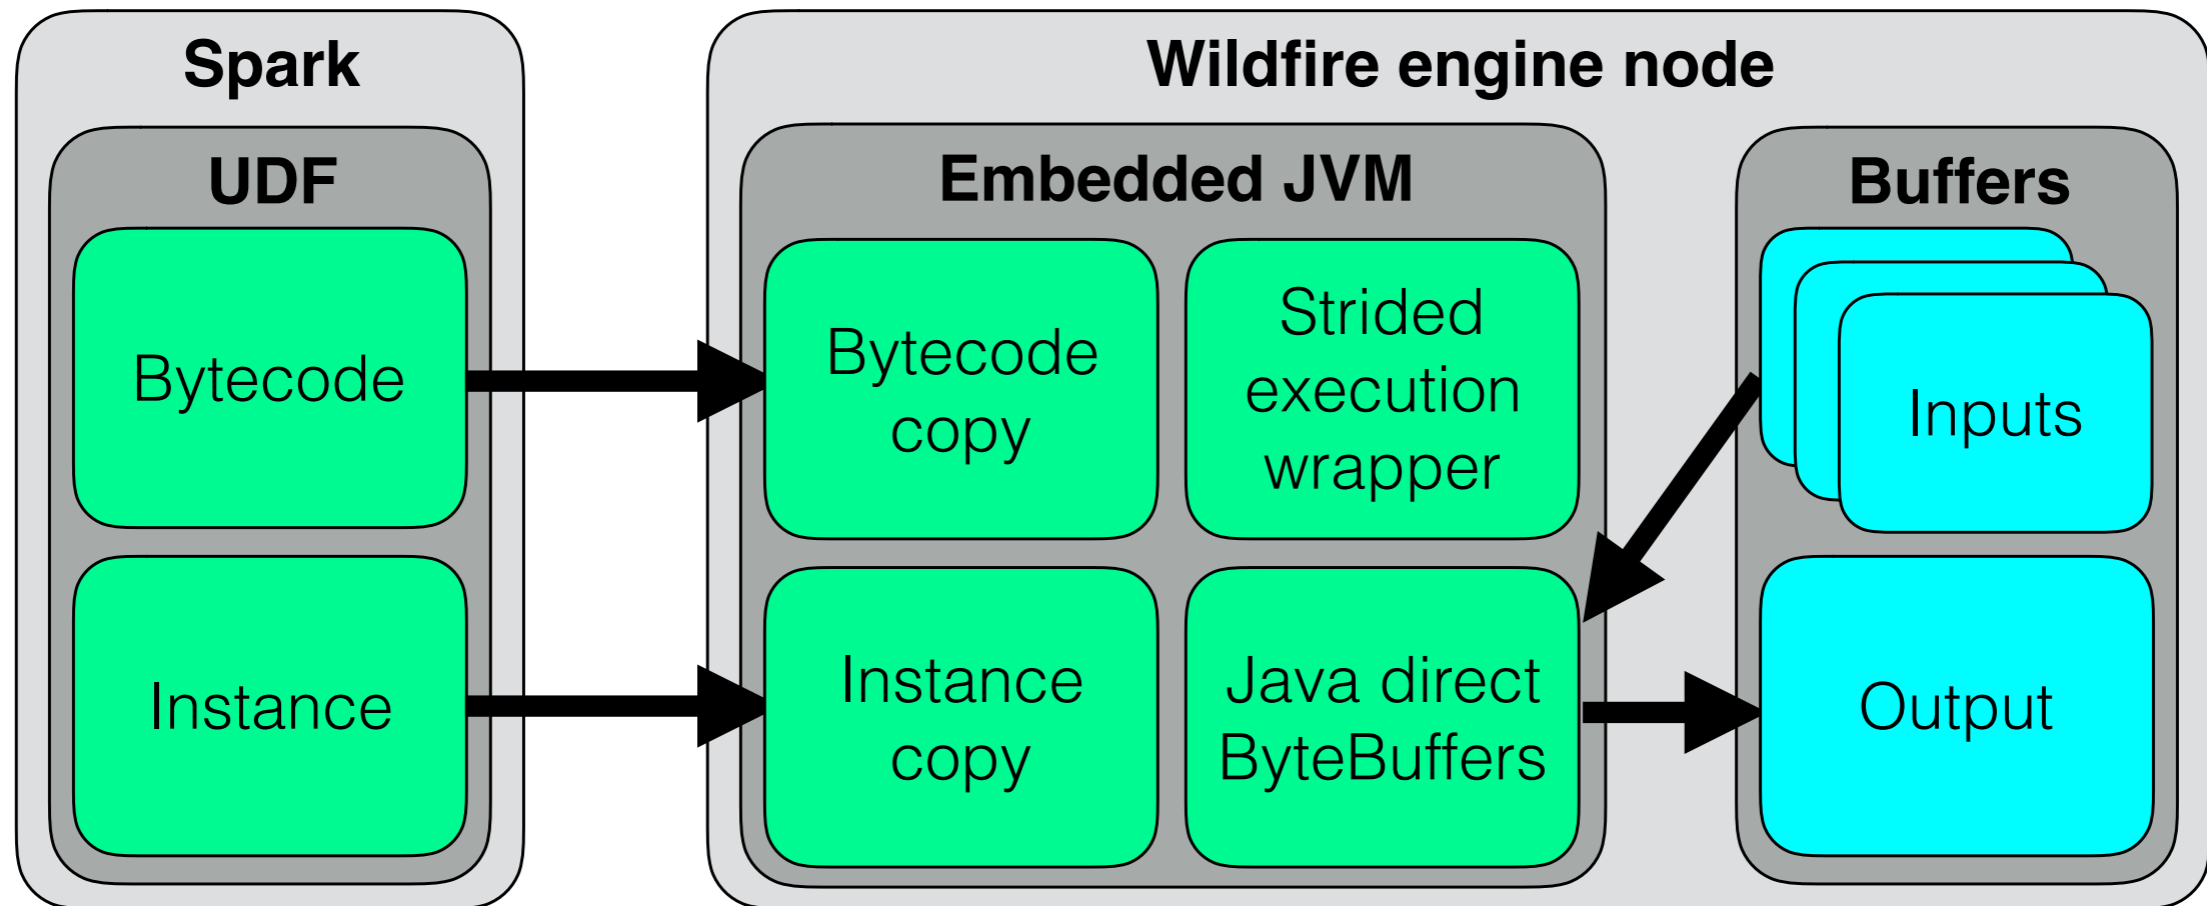 Spark
UDF
Bytecode
Instance
Wildfire engine node
Embedded JVM
Bytecode
copy
Strided
execution
wrapper
Instance
copy
Java direct
ByteBuffers
Buffers
Inputs
Output